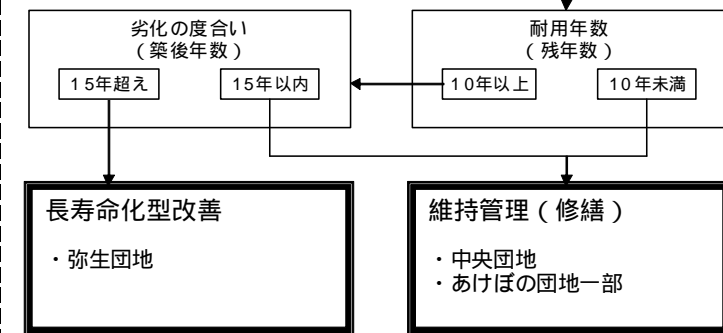 劣化の度合い
(築後年数)
15年超え
15年以内
耐用年数
(残年数)
10年以上
10年未満
長寿命化型改善
・弥生団地
維持管理(修繕)
・中央団地
・あけぼの団地一部